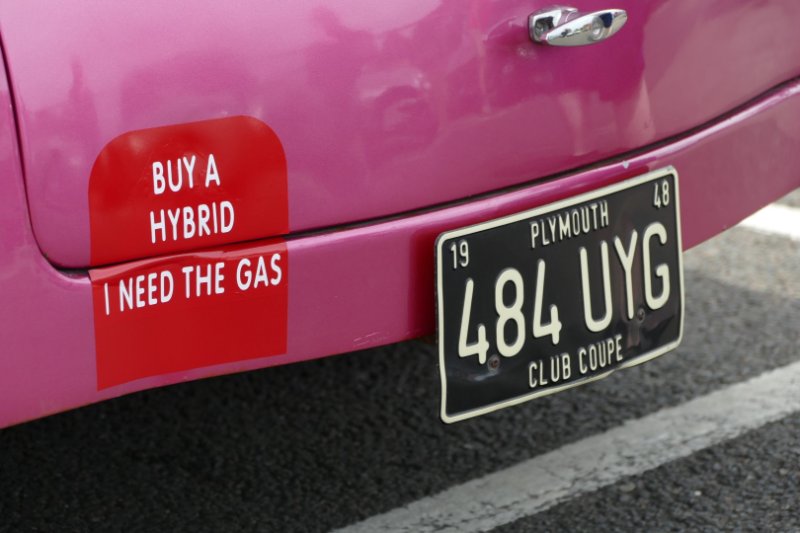 BUY A
HYBRID
I NEED THE GAS
19 PLYMOUTH 48
484 UYG
CLUB COUPE